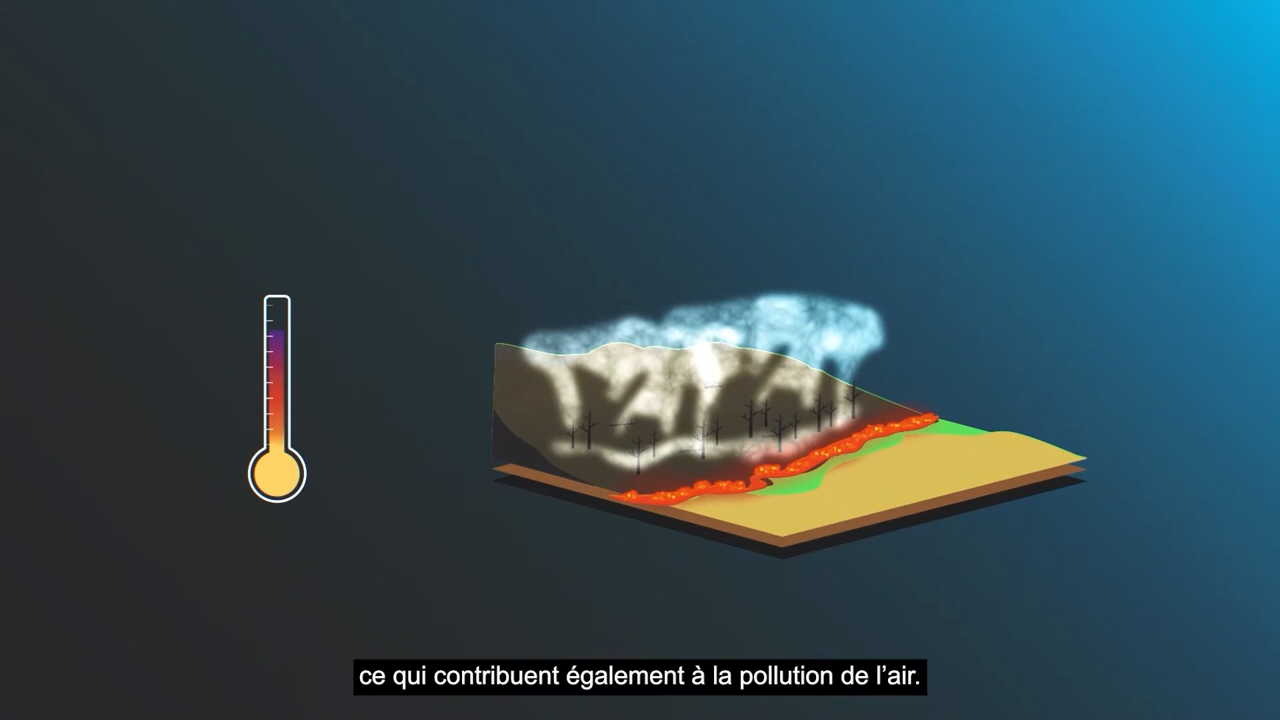 ce qui contribuent également à la pollution de l’air.